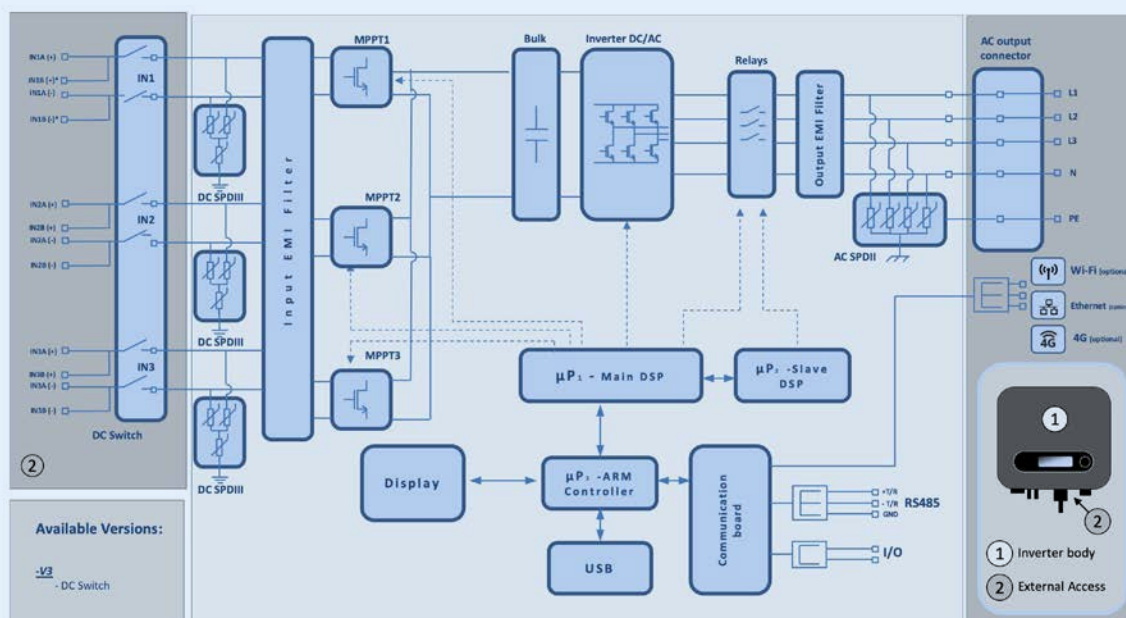 IN1A (+)
IN1B (+)*
IN1A (-)
IN1B (-)*
IN1
DC SPDIII
IN2A (+)
IN2B (+)
IN2A (-)
IN2B (-)
IN2
DC SPDIII
IN3A (+)
IN3B (+)
IN3A (-)
IN3B (-)
IN3
DC SPDIII
DC Switch
2
Input EMI Filter
MPPT1
MPPT2
MPPT3
Bulk
Inverter DC/AC
Relays
Output EMI Filter
AC SPDII
AC output
connector
L1
L2
L3
N
PE
Wi-Fi (optional
Ethernet
4G
4G (optional)
µP₁ - Main DSP
µP₂ -Slave
DSP
Display
µP₃ -ARM
Controller
USB
Communication
board
+T/R
- T/R
GND
RS485
I/O
Available Versions:
-V3
- DC Switch
1
2
1 Inverter body
2 External Access